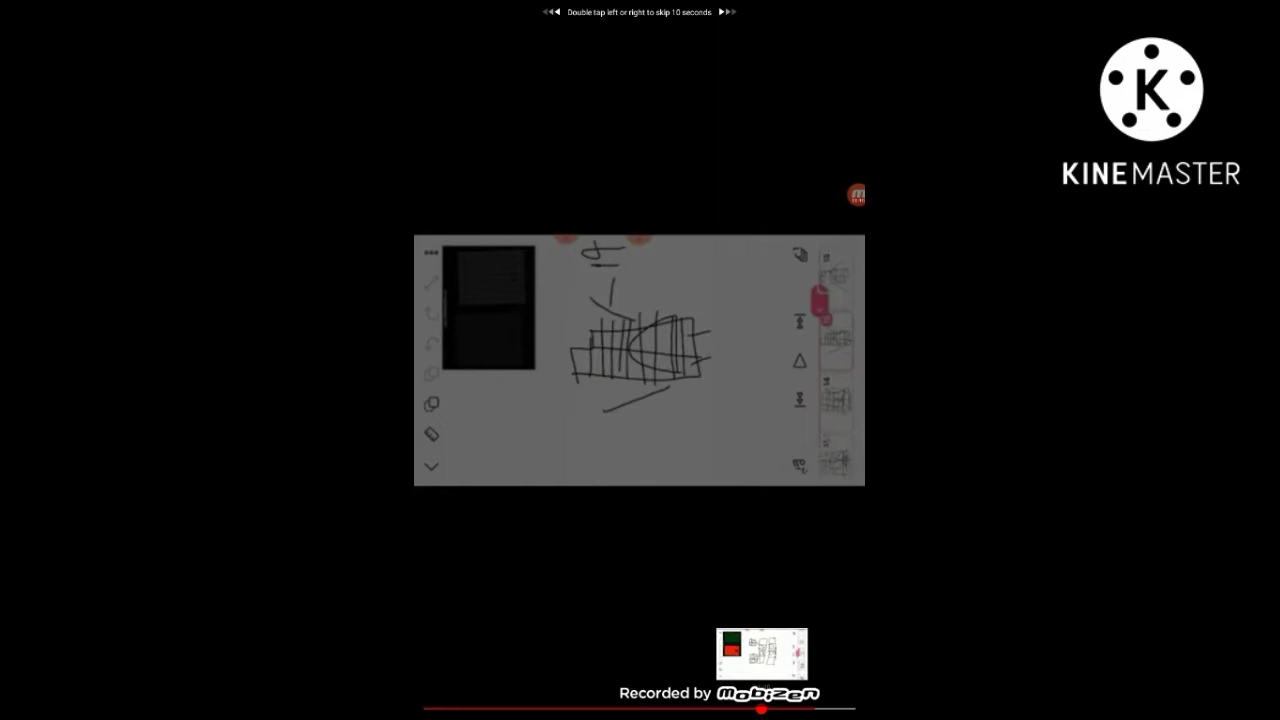 Double tap left or right to skip 10 seconds
K
KINEMASTER
Recorded by Mobizen